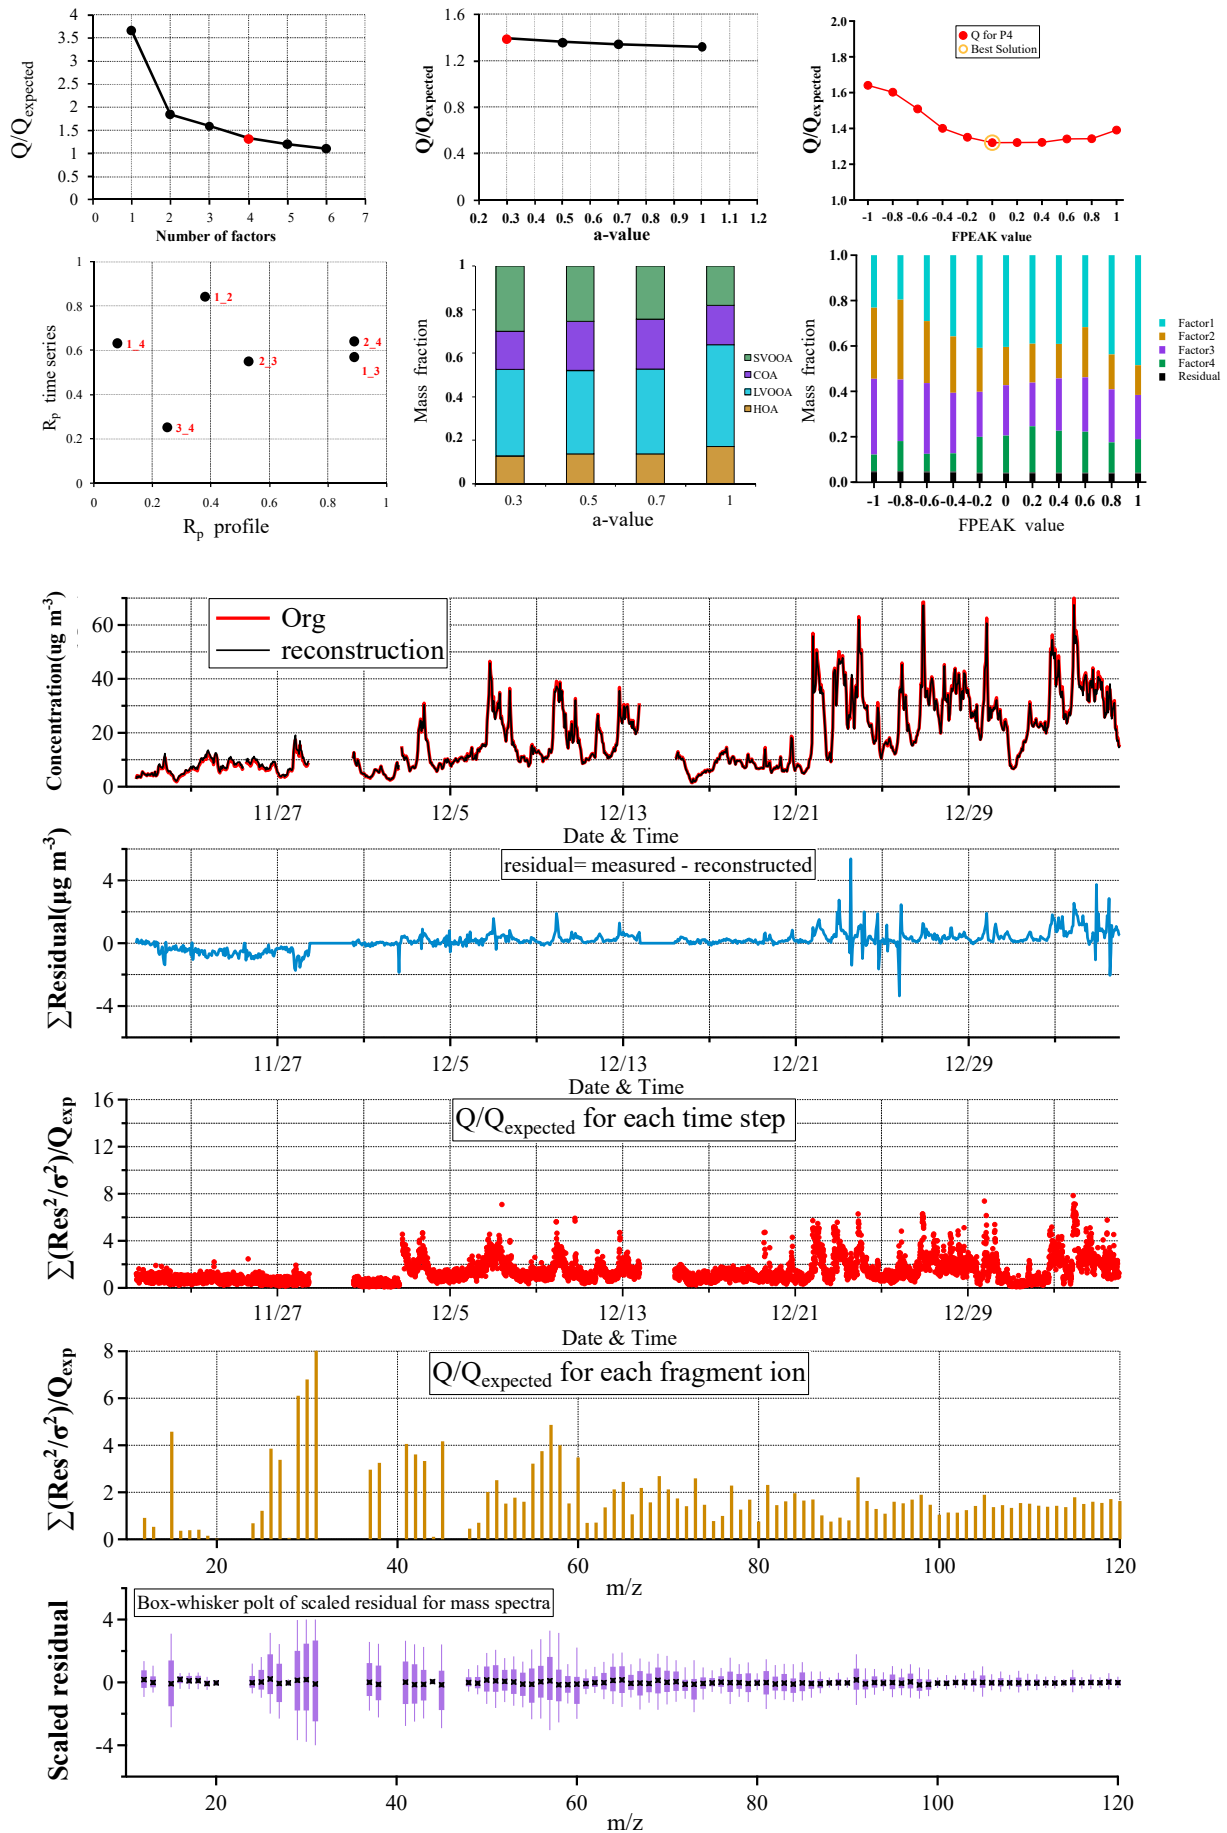 4
3.5
3
2.5
2
1.5
1
0.5
0
0 1 2 3 4 5 6 7
Q/Qexpected
Number of factors
1.6
1.2
0.8
0.4
0
0.2 0.3 0.4 0.5 0.6 0.7 0.8 0.9 1 1.1 1.2
Q/Qexpected
a-value
2.0
1.8
1.6
1.4
1.2
1.0
-1 -0.8 -0.6 -0.4 -0.2 0 0.2 0.4 0.6 0.8 1
Q/Qexpected
FPEAK value
Q for P4
Best Solution
1
0.8
0.6
0.4
0.2
0
0 0.2 0.4 0.6 0.8 1
Rp time series
Rp profile
1_2
1_4
2_4
2_3
1_3
3_4
1
0.8
0.6
0.4
0.2
0
0.3 0.5 0.7 1
Mass fraction
a-value
SVOOA
COA
LVOOA
HOA
1.0
0.8
0.6
0.4
0.2
0.0
-1 -0.8 -0.6 -0.4 -0.2 0 0.2 0.4 0.6 0.8 1
Mass fraction
FPEAK value
Factor1
Factor2
Factor3
Factor4
Residual
Concentration(ug m-3)
60
40
20
0
Org
reconstruction
11/27 12/5 12/13 12/21 12/29
Date & Time
∑Residual(µg m-3)
4
0
-4
residual= measured - reconstructed
11/27 12/5 12/13 12/21 12/29
Date & Time
∑(Res²/σ²)/Qexp
16
12
8
4
0
Q/Qexpected for each time step
11/27 12/5 12/13 12/21 12/29
Date & Time
∑(Res²/σ²)/Qexp
8
6
4
2
0
Q/Qexpected for each fragment ion
20 40 60 80 100 120
m/z
Scaled residual
4
0
-4
Box-whisker polt of scaled residual for mass spectra
20 40 60 80 100 120
m/z